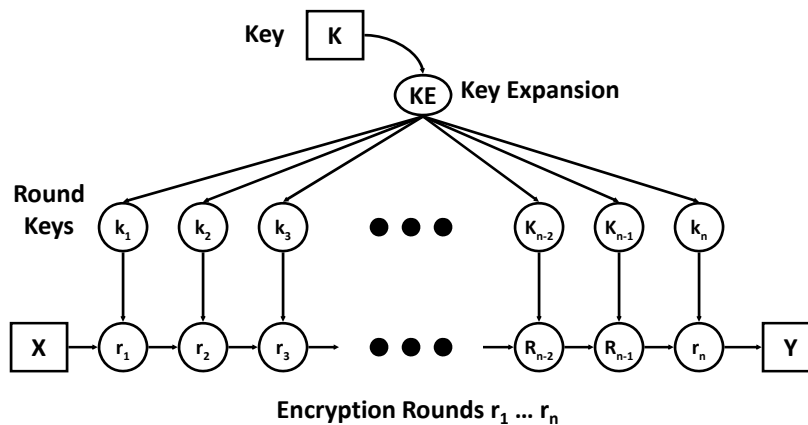 Key K
KE Key Expansion
Round
Keys
k₁ k₂ k₃ Kₙ₋₂ Kₙ₋₁ kₙ
X r₁ r₂ r₃ Rₙ₋₂ Rₙ₋₁ rₙ Y
Encryption Rounds r₁ ... rₙ